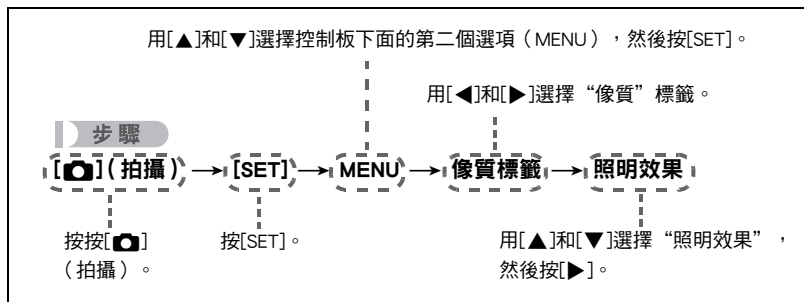 用[▲]和[▼]選擇控制板下面的第二個選項（MENU），然後按[SET]。
用[◀]和[▶]選擇“像質”標籤。
步驟
[📷]（拍攝）→[SET]→MENU→像質標籤→照明效果
按按[📷]
（拍攝）。
按[SET]。
用[▲]和[▼]選擇“照明效果”，
然後按[▶]。